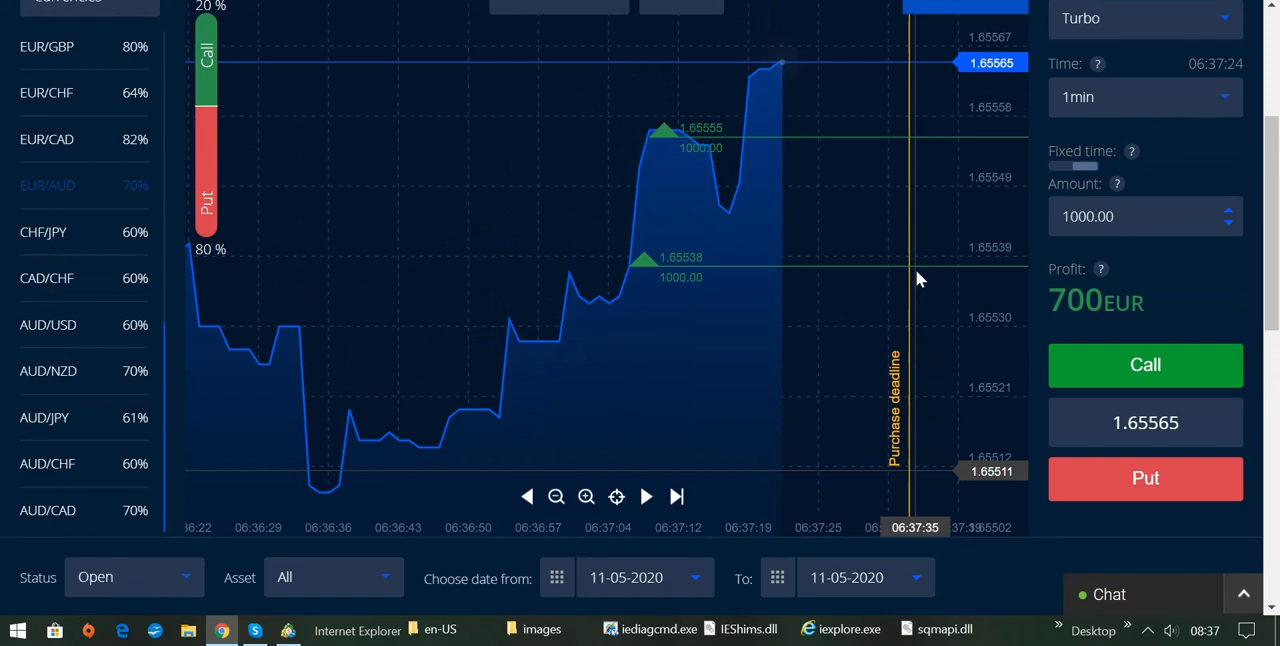 20 %
Call
Put
80 %
EUR/GBP 80%
EUR/CHF 64%
EUR/CAD 82%
EUR/AUD 70%
CHF/JPY 60%
CAD/CHF 60%
AUD/USD 60%
AUD/NZD 70%
AUD/JPY 61%
AUD/CHF 60%
AUD/CAD 70%
1.65555
1000.00
1.65538
1000.00
Purchase deadline
1.65567
1.65565
1.65558
1.65549
1.65539
1.65530
1.65521
1.65512
1.65511
1.65502
06:36:29 06:36:36 06:36:43 06:36:50 06:36:57 06:37:04 06:37:12 06:37:19 06:37:25 06:37:35
Turbo
Time: ? 06:37:24
1min
Fixed time: ?
Amount: ?
1000.00
Profit: ?
700EUR
Call
1.65565
Put
Status Open Asset All Choose date from: 11-05-2020 To: 11-05-2020
Chat
Internet Explorer en-US images iediagcmd.exe IEShims.dll iexplore.exe sqmapi.dll Desktop 08:37